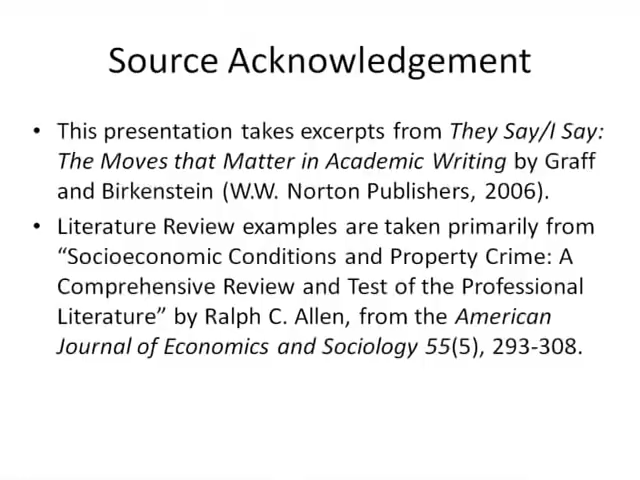 Source Acknowledgement
• This presentation takes excerpts from They Say/I Say:
The Moves that Matter in Academic Writing by Graff
and Birkenstein (W.W. Norton Publishers, 2006).
• Literature Review examples are taken primarily from
“Socioeconomic Conditions and Property Crime: A
Comprehensive Review and Test of the Professional
Literature” by Ralph C. Allen, from the American
Journal of Economics and Sociology 55(5), 293-308.